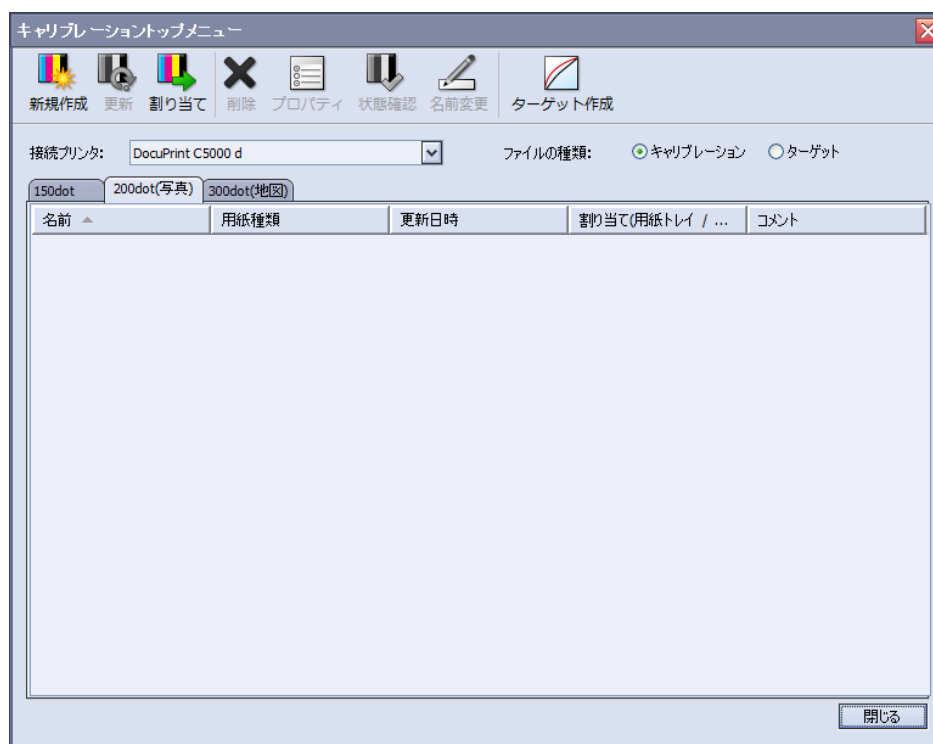 キャリブレーショントップメニュー
新規作成 更新 割り当て 削除 プロパティ 状態確認 名前変更 ターゲット作成
接続プリンタ: DocuPrint C5000 d ファイルの種類: キャリブレーション ターゲット
150dot 200dot(写真) 300dot(地図)
名前 用紙種類 更新日時 割り当て(用紙トレイ / ... コメント
閉じる